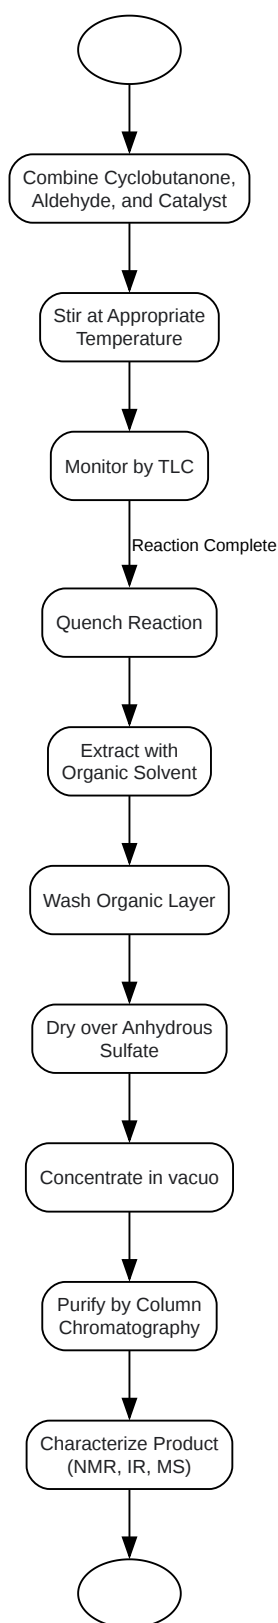 Combine Cyclobutanone,
Aldehyde, and Catalyst
Stir at Appropriate
Temperature
Monitor by TLC
Reaction Complete
Quench Reaction
Extract with
Organic Solvent
Wash Organic Layer
Dry over Anhydrous
Sulfate
Concentrate in vacuo
Purify by Column
Chromatography
Characterize Product
(NMR, IR, MS)